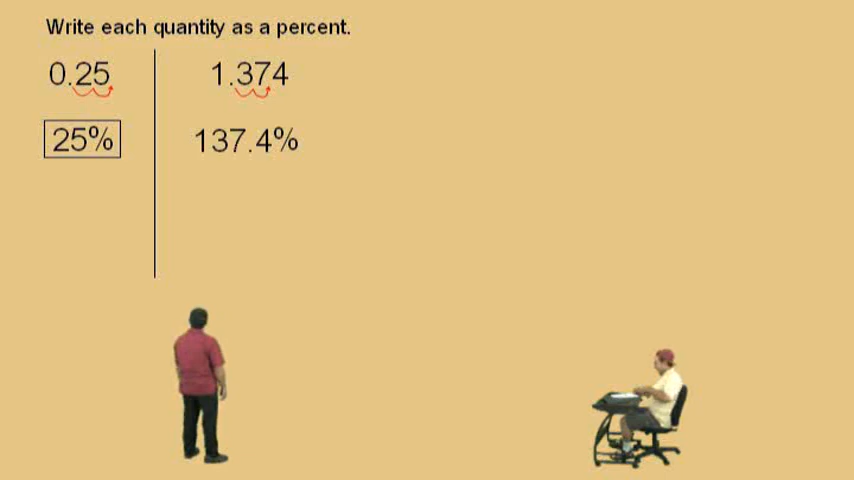 Write each quantity as a percent.
0.25
1.374
25%
137.4%